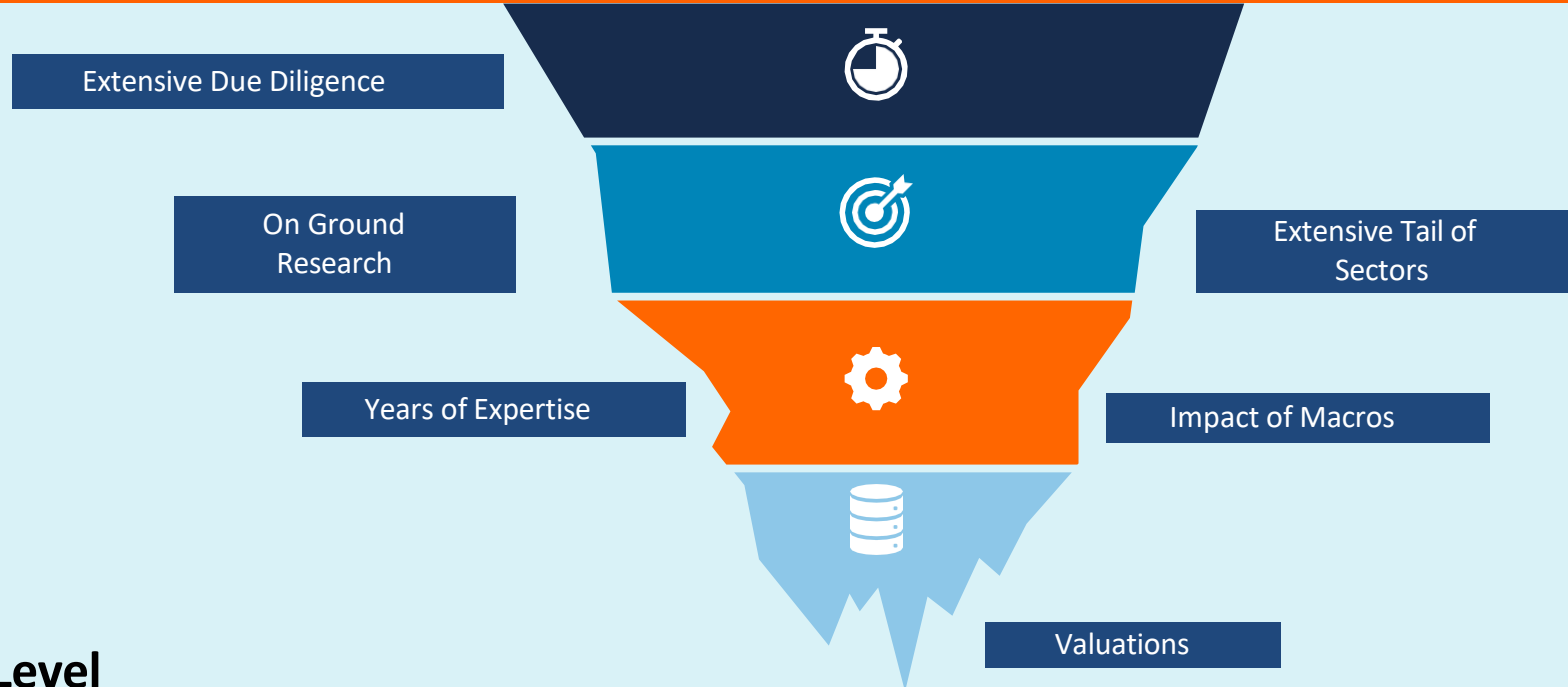 Extensive Due Diligence
On Ground
Research
Extensive Tail of
Sectors
Years of Expertise
Impact of Macros
Valuations
Level